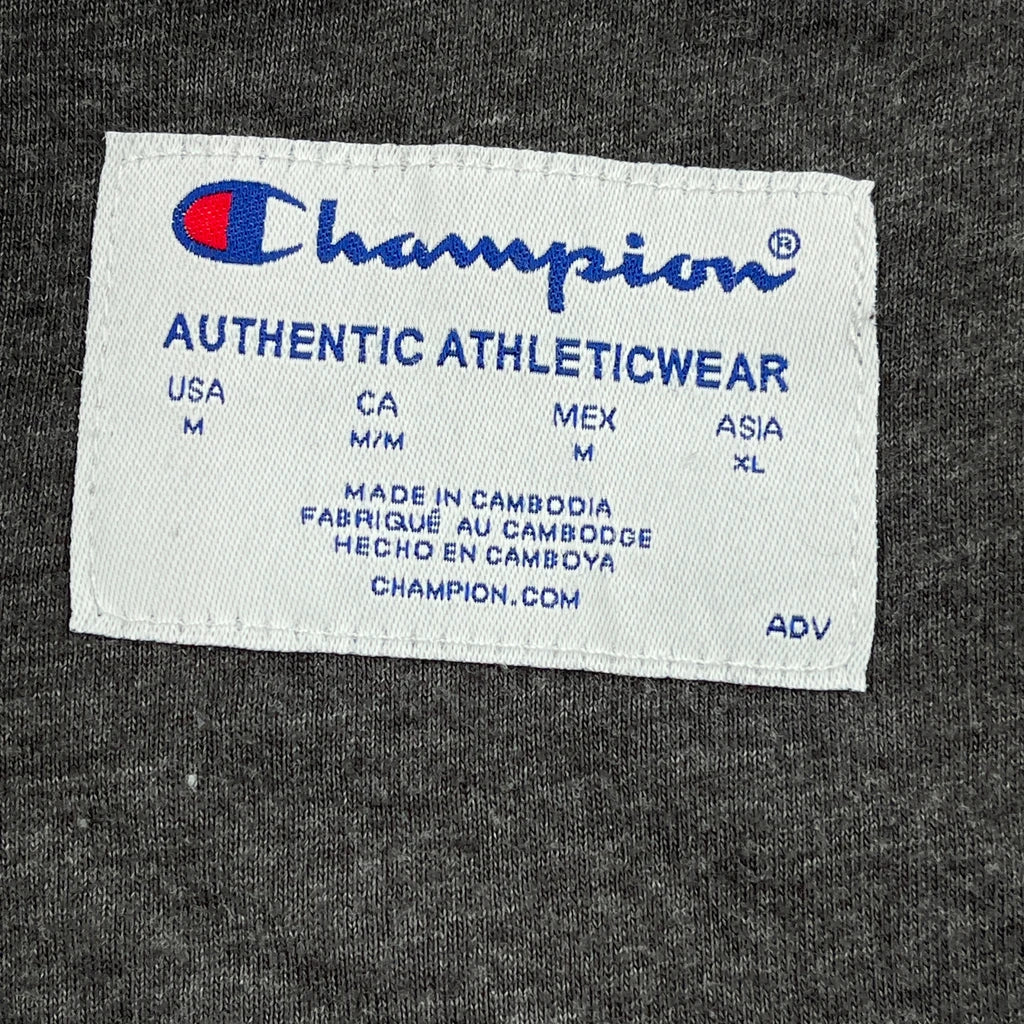 Champion®
AUTHENTIC ATHLETICWEAR
USA CA MEX ASIA
M M/M M XL
MADE IN CAMBODIA
FABRIQUÉ AU CAMBODGE
HECHO EN CAMBOYA
CHAMPION.COM
ADV